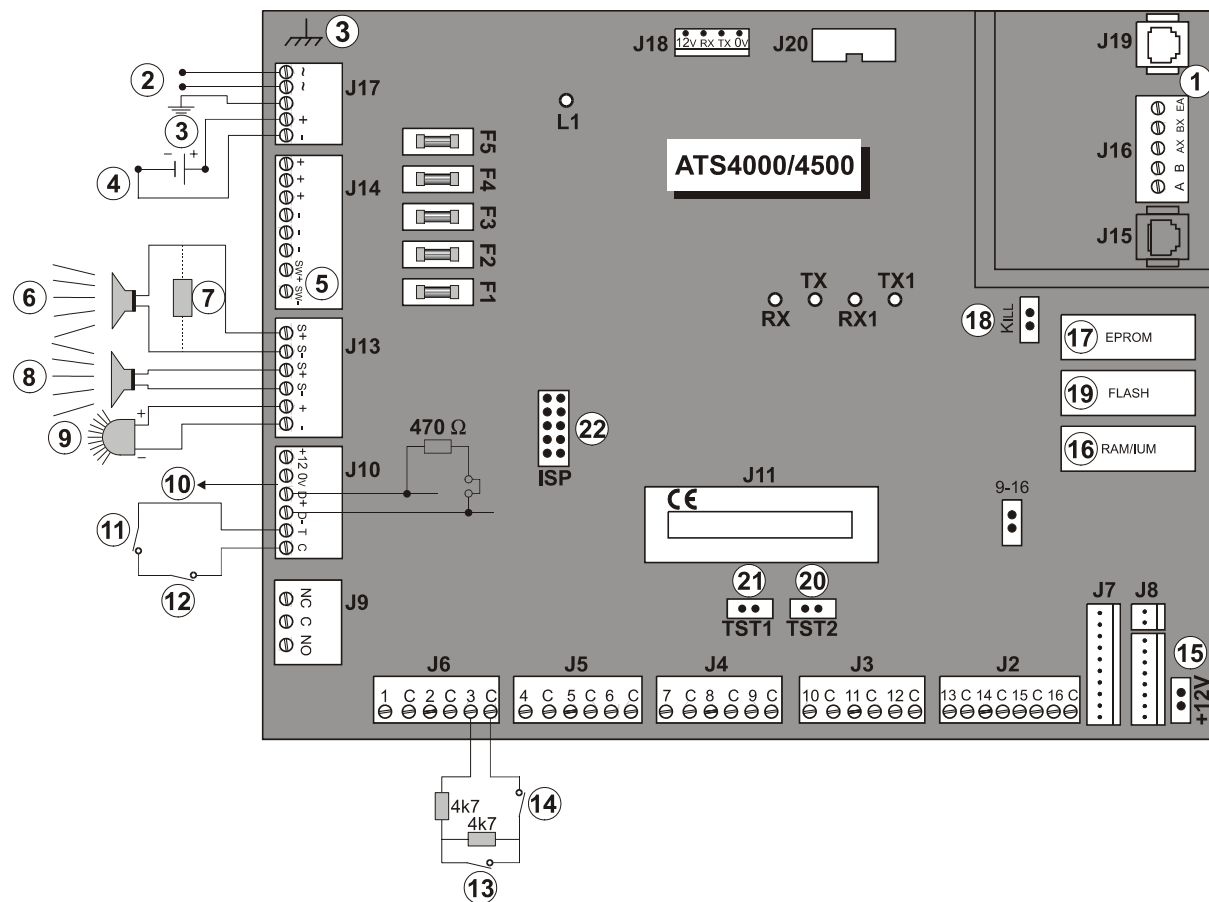 3
J18
12V RX TX 0V
J20
J19
1
2
~
~
+
-
J17
3
L1
EA
BX
AX
B
A
J16
F5
F4
F3
F2
F1
ATS4000/4500
- +
4
+
+
+
-
-
-
SW+
SW-
J14
5
J15
6
7
TX
TX1
RX
RX1
18
KILL
17 EPROM
S+
S-
S+
S-
+
-
J13
8
19 FLASH
+
9
-
470 Ω
22
ISP
16 RAM/IUM
+12
0V
D+
D-
T
C
J10
10
J11
CE
9-16
11
12
21
20
TST1
TST2
NC
C
NO
J9
J7
J8
15
+12V
J6
J5
J4
J3
J2
1 C 2 C 3 C
4 C 5 C 6 C
7 C 8 C 9 C
10 C 11 C 12 C
13 C 14 C 15 C 16 C
4k7
14
4k7
13